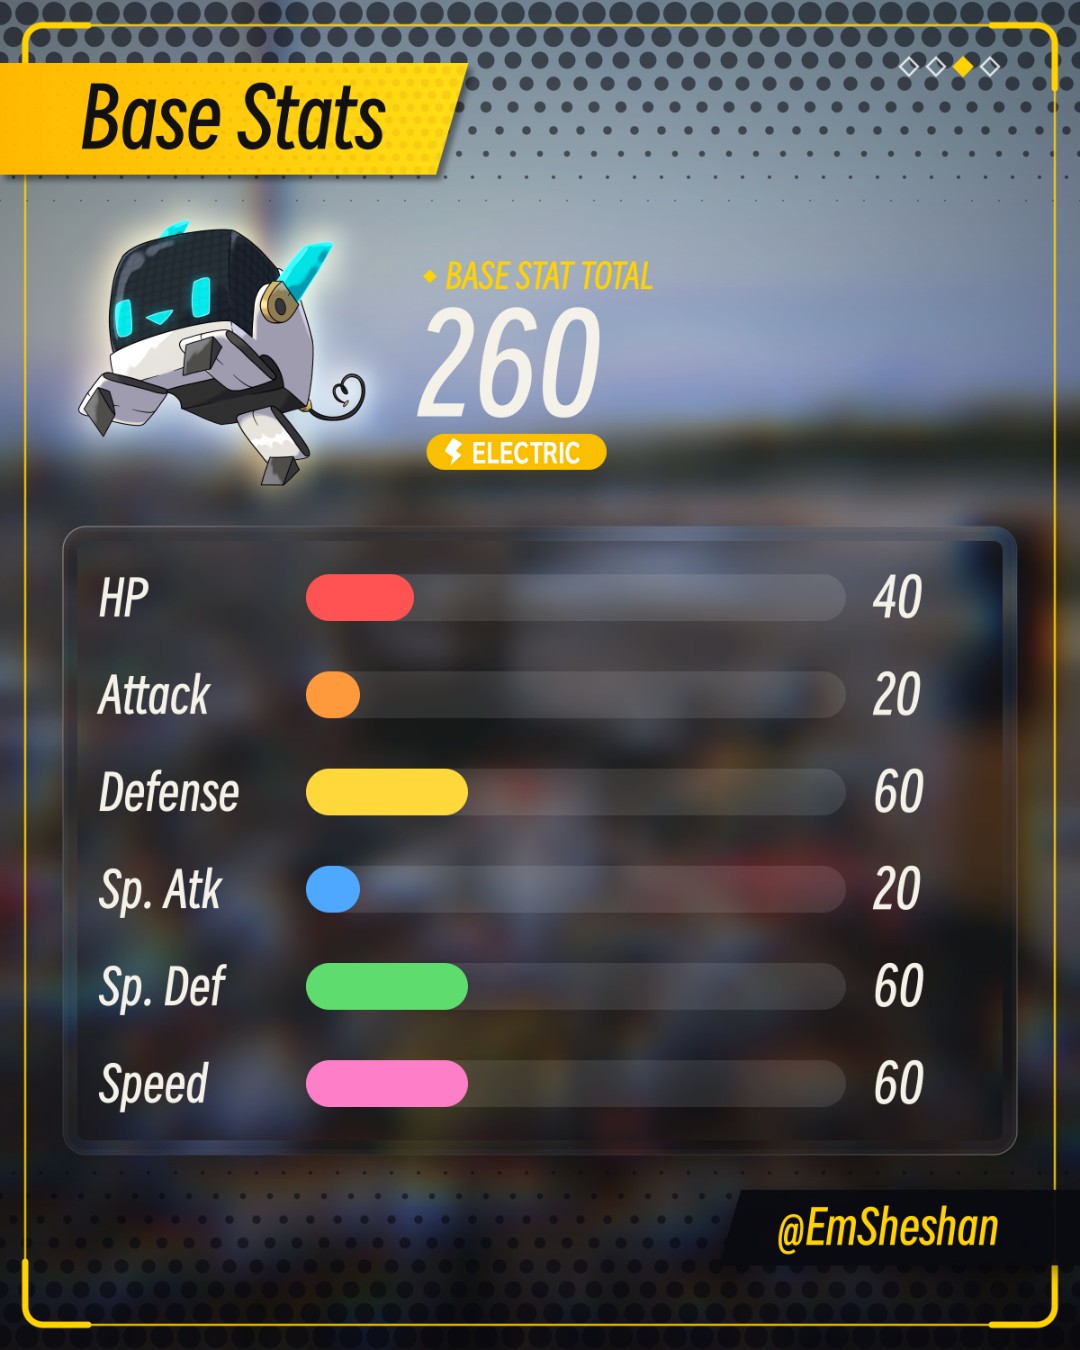 Base Stats
BASE STAT TOTAL
260
ELECTRIC
HP 40
Attack 20
Defense 60
Sp. Atk 20
Sp. Def 60
Speed 60
@EmSheshan